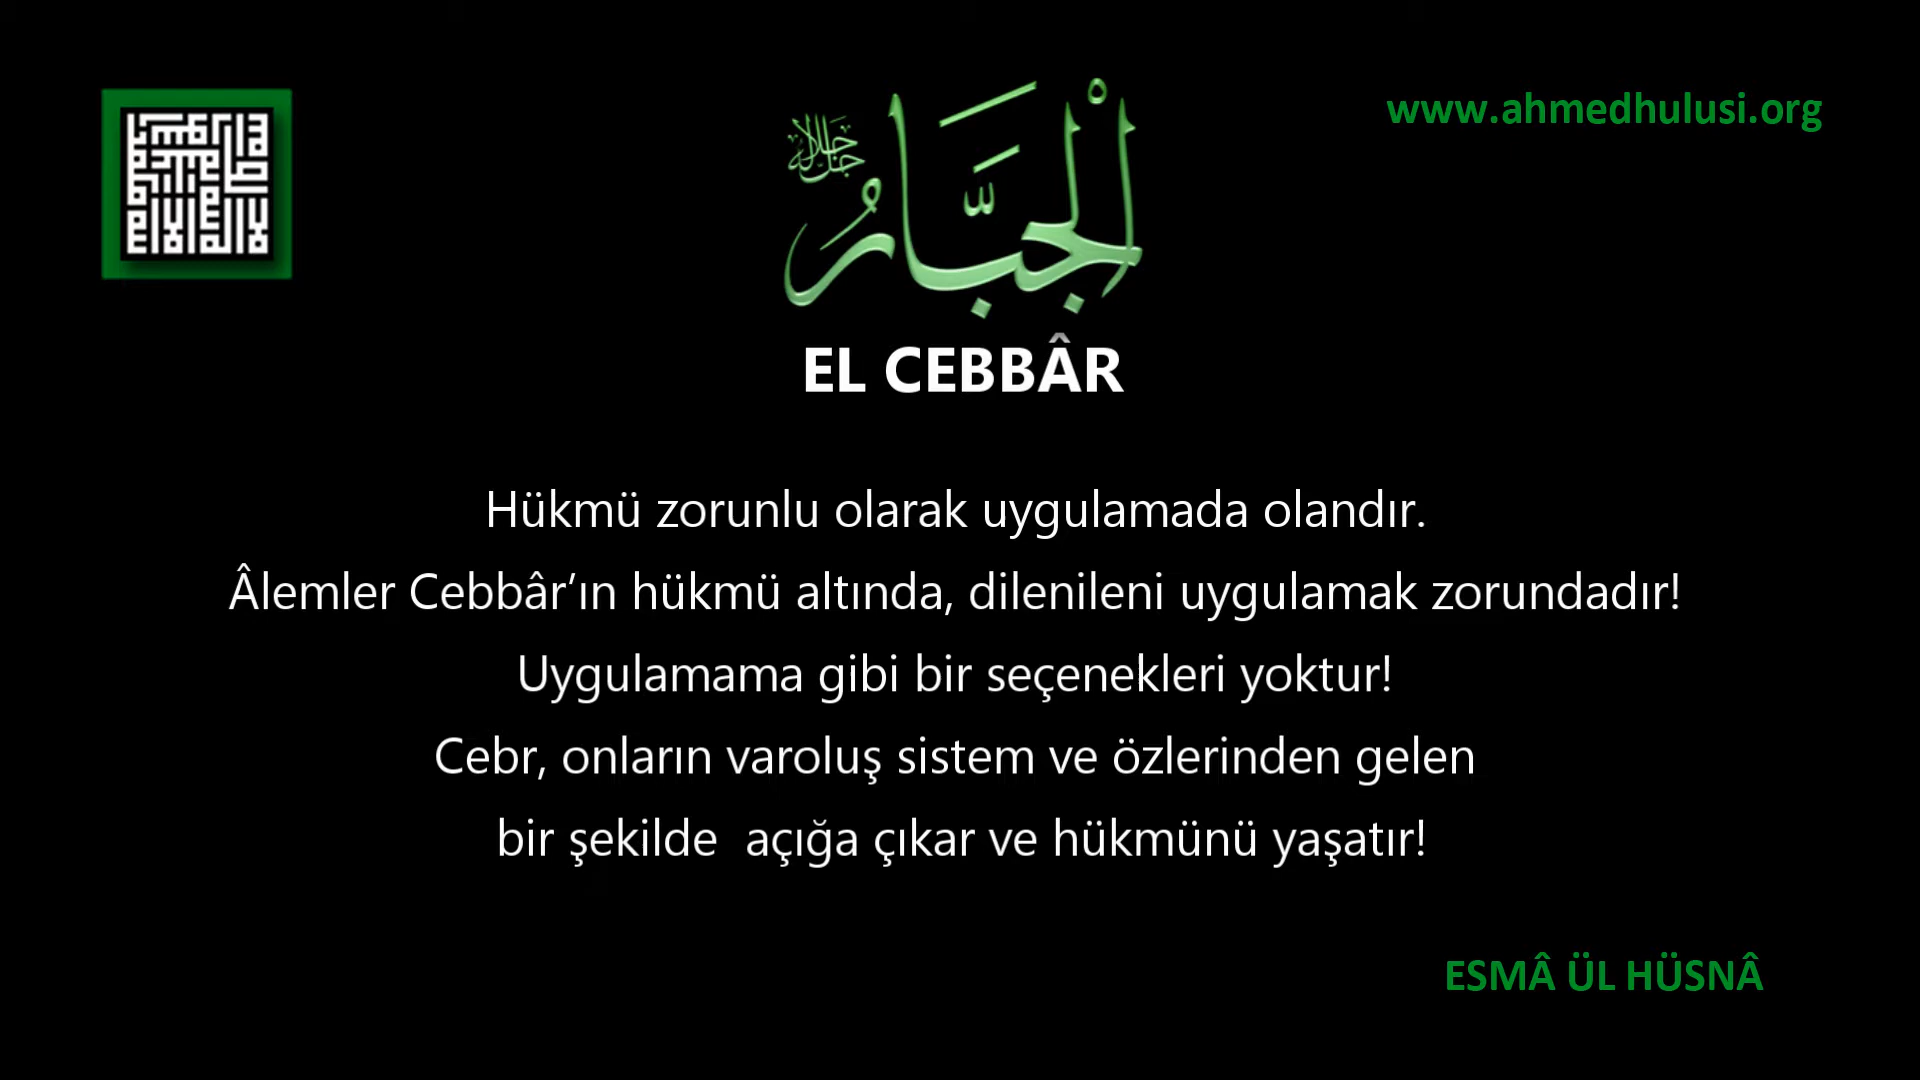 www.ahmedhulusi.org
الْجَبَّارُ
جل جلاله
EL CEBBÂR
Hükmü zorunlu olarak uygulamada olandır.
Âlemler Cebbâr’ın hükmü altında, dilenileni uygulamak zorundadır!
Uygulamama gibi bir seçenekleri yoktur!
Cebr, onların varoluş sistem ve özlerinden gelen
bir şekilde  açığa çıkar ve hükmünü yaşatır!
ESMÂ ÜL HÜSNÂ